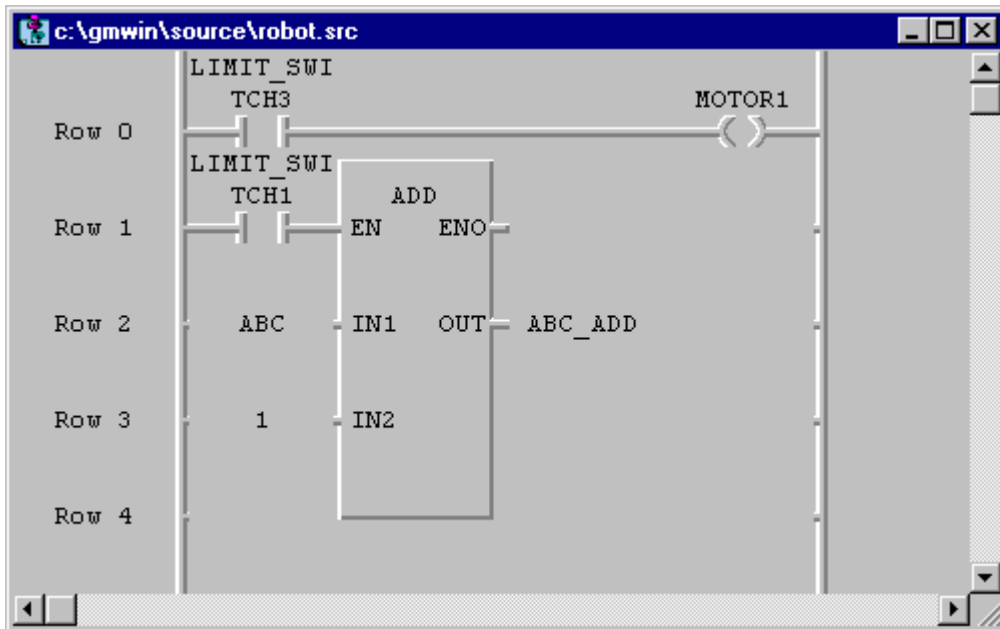 c:\gmwin\source\robot.src
LIMIT_SWI
TCH3 MOTOR1
Row 0
LIMIT_SWI
TCH1 ADD
Row 1 EN ENO
Row 2 ABC IN1 OUT ABC_ADD
Row 3 1 IN2
Row 4